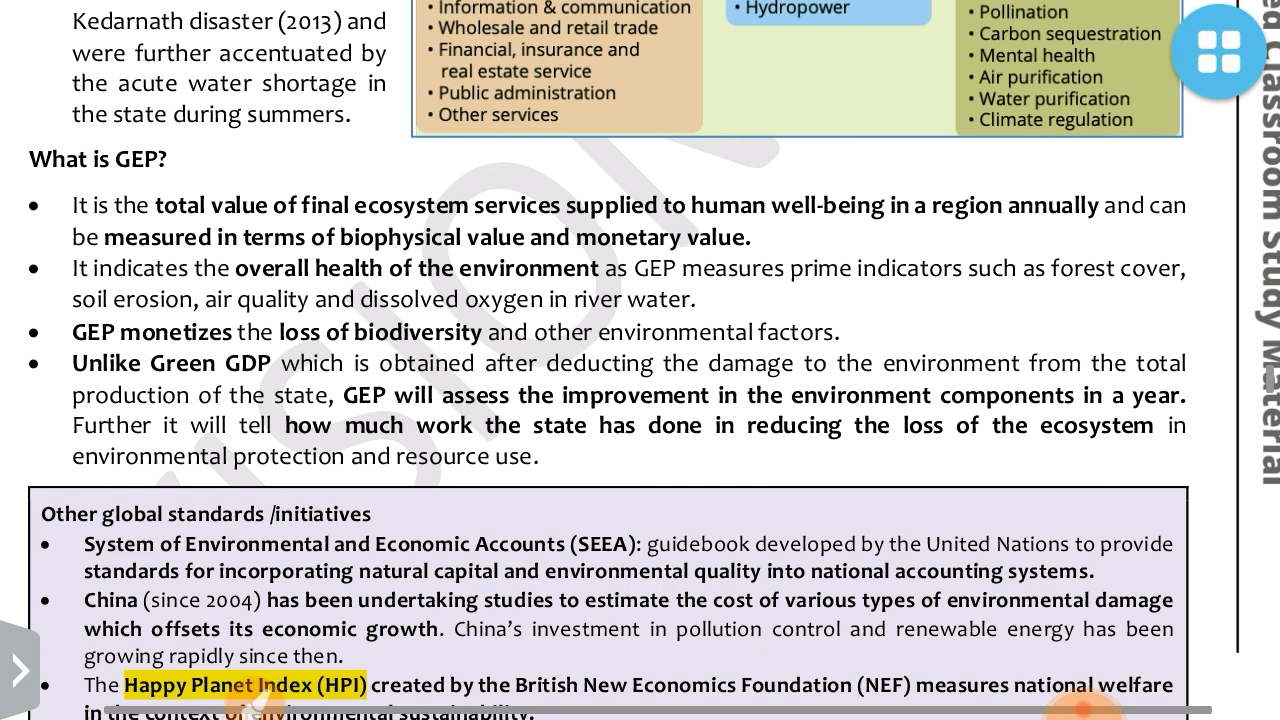 Kedarnath disaster (2013) and
were further accentuated by
the acute water shortage in
the state during summers.
• Information & communication
• Wholesale and retail trade
• Financial, insurance and
real estate service
• Public administration
• Other services
• Hydropower
• Pollination
• Carbon sequestration
• Mental health
• Air purification
• Water purification
• Climate regulation
What is GEP?
• It is the total value of final ecosystem services supplied to human well-being in a region annually and can
be measured in terms of biophysical value and monetary value.
• It indicates the overall health of the environment as GEP measures prime indicators such as forest cover,
soil erosion, air quality and dissolved oxygen in river water.
• GEP monetizes the loss of biodiversity and other environmental factors.
• Unlike Green GDP which is obtained after deducting the damage to the environment from the total
production of the state, GEP will assess the improvement in the environment components in a year.
Further it will tell how much work the state has done in reducing the loss of the ecosystem in
environmental protection and resource use.
Other global standards /initiatives
• System of Environmental and Economic Accounts (SEEA): guidebook developed by the United Nations to provide
standards for incorporating natural capital and environmental quality into national accounting systems.
• China (since 2004) has been undertaking studies to estimate the cost of various types of environmental damage
which offsets its economic growth. China's investment in pollution control and renewable energy has been
growing rapidly since then.
• The Happy Planet Index (HPI) created by the British New Economics Foundation (NEF) measures national welfare
in the context of environmental sustainability.
Classroom Study Material
VISION